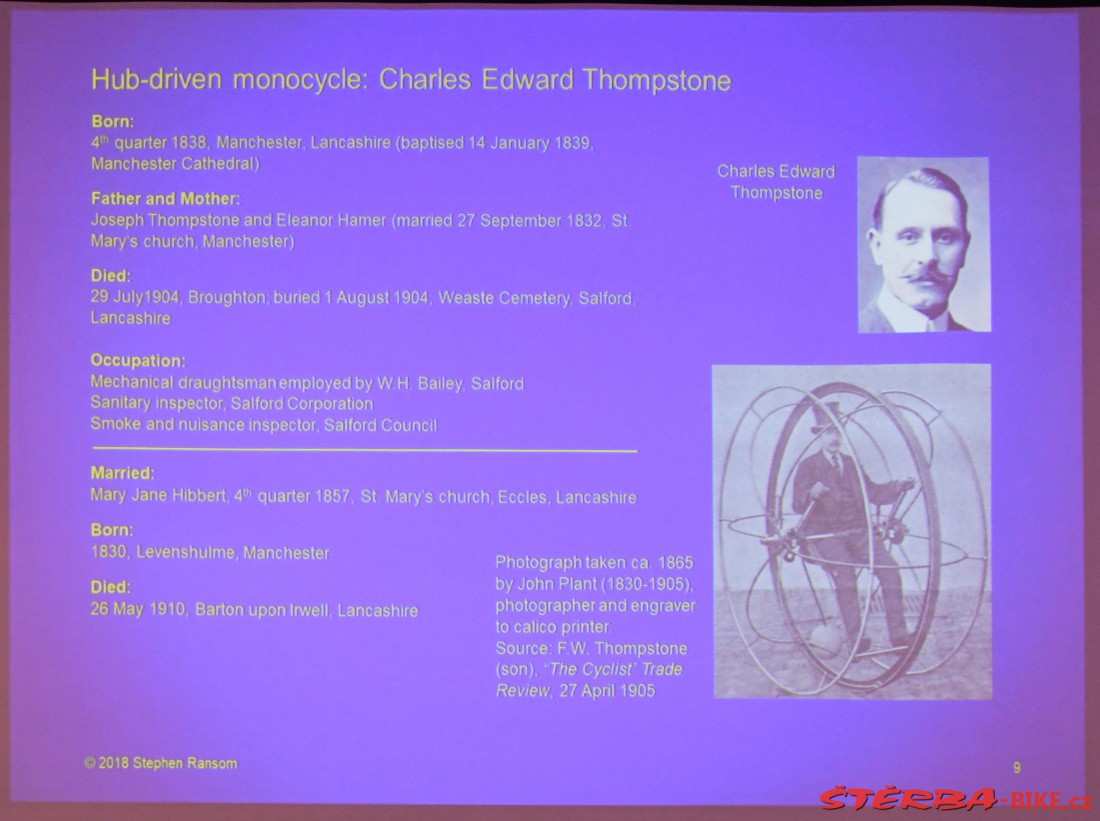 Hub-driven monocycle: Charles Edward Thompstone
Born:
4th quarter 1838, Manchester, Lancashire (baptised 14 January 1839,
Manchester Cathedral)
Father and Mother:
Joseph Thompstone and Eleanor Hamer (married 27 September 1832, St.
Mary's church, Manchester)
Died:
29 July1904, Broughton; buried 1 August 1904, Weaste Cemetery, Salford,
Lancashire
Occupation:
Mechanical draughtsman employed by W.H. Bailey, Salford
Sanitary inspector, Salford Corporation
Smoke and nuisance inspector, Salford Council
Married:
Mary Jane Hibbert, 4th quarter 1857, St. Mary's church, Eccles, Lancashire
Born:
1830, Levenshulme, Manchester
Died:
26 May 1910, Barton upon Irwell, Lancashire
Charles Edward
Thompstone
Photograph taken ca. 1865
by John Plant (1830-1905),
photographer and engraver
to calico printer.
Source: F.W. Thompstone
(son), "The Cyclist" Trade
Review, 27 April 1905
© 2018 Stephen Ransom
9
ŠTĚRBA-BIKE.cz